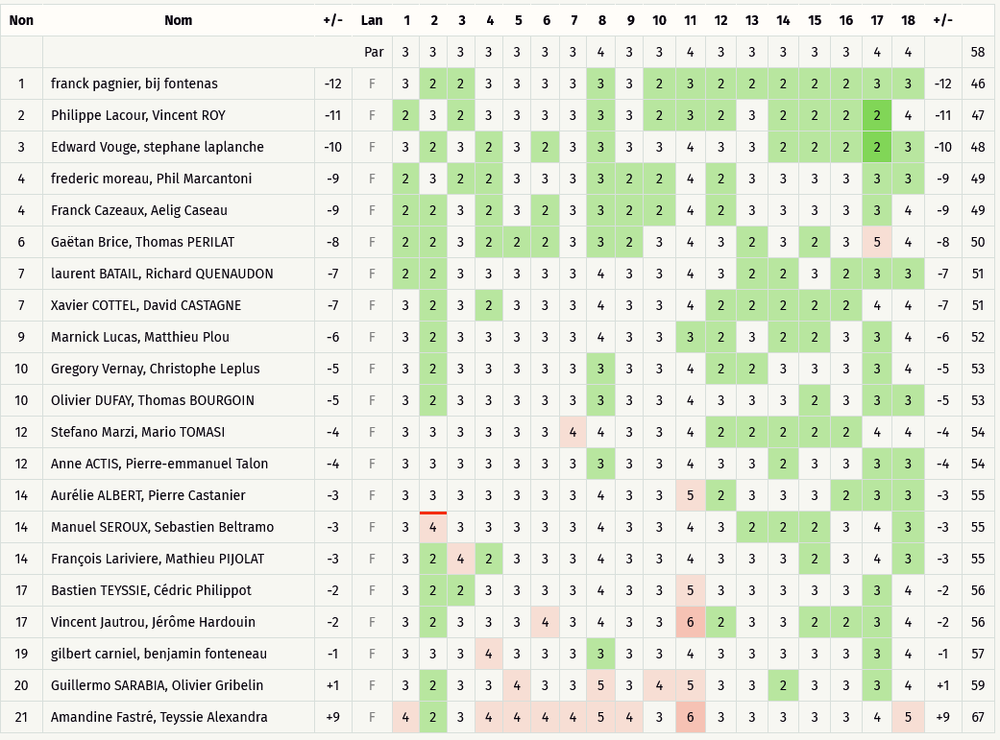 Non Nom +/- Lan 1 2 3 4 5 6 7 8 9 10 11 12 13 14 15 16 17 18 +/-
Par 3 3 3 3 3 3 3 4 3 3 4 3 3 3 3 3 4 4 58
1 franck pagnier, bij fontenas -12 F 3 2 2 3 3 3 3 3 3 2 3 2 2 2 2 2 3 3 -12 46
2 Philippe Lacour, Vincent ROY -11 F 2 3 2 3 3 3 3 3 3 2 3 2 3 2 2 2 2 4 -11 47
3 Edward Vouge, stephane laplanche -10 F 3 2 3 2 3 2 3 3 3 3 4 3 3 2 2 2 2 3 -10 48
4 frederic moreau, Phil Marcantoni -9 F 2 3 2 2 3 3 3 3 2 2 4 2 3 3 3 3 3 3 -9 49
4 Franck Cazeaux, Aelig Caseau -9 F 2 2 3 2 3 2 3 3 2 2 4 2 3 3 3 3 3 4 -9 49
6 Gaëtan Brice, Thomas PERILAT -8 F 2 2 3 2 2 2 3 3 2 3 4 3 2 3 2 3 5 4 -8 50
7 laurent BATAIL, Richard QUENAUDON -7 F 2 2 3 3 3 3 3 4 3 3 4 3 2 2 3 2 3 3 -7 51
7 Xavier COTTEL, David CASTAGNE -7 F 3 2 3 2 3 3 3 4 3 3 4 2 2 2 2 2 4 4 -7 51
9 Marnick Lucas, Matthieu Plou -6 F 3 2 3 3 3 3 3 4 3 3 3 2 3 2 2 3 3 4 -6 52
10 Gregory Vernay, Christophe Leplus -5 F 3 2 3 3 3 3 3 3 3 3 4 2 2 3 3 3 3 4 -5 53
10 Olivier DUFAY, Thomas BOURGOIN -5 F 3 2 3 3 3 3 3 3 3 3 4 3 3 3 2 3 3 3 -5 53
12 Stefano Marzi, Mario TOMASI -4 F 3 3 3 3 3 3 4 4 3 3 4 2 2 2 2 2 4 4 -4 54
12 Anne ACTIS, Pierre-emmanuel Talon -4 F 3 3 3 3 3 3 3 3 3 3 4 3 3 2 3 3 3 3 -4 54
14 Aurélie ALBERT, Pierre Castanier -3 F 3 3 3 3 3 3 3 4 3 3 5 2 3 3 3 2 3 3 -3 55
14 Manuel SEROUX, Sebastien Beltramo -3 F 3 4 3 3 3 3 3 4 3 3 4 3 2 2 2 3 4 3 -3 55
14 François Lariviere, Mathieu PIJOLAT -3 F 3 2 4 2 3 3 3 4 3 3 4 3 3 3 2 3 4 3 -3 55
17 Bastien TEYSSIE, Cédric Philippot -2 F 3 2 2 3 3 3 3 4 3 3 5 3 3 3 3 3 3 4 -2 56
17 Vincent Jautrou, Jérôme Hardouin -2 F 3 2 3 3 3 4 3 4 3 3 6 2 3 3 2 2 3 4 -2 56
19 gilbert carniel, benjamin fonteneau -1 F 3 3 3 4 3 3 3 3 3 3 4 3 3 3 3 3 3 4 -1 57
20 Guillermo SARABIA, Olivier Gribelin +1 F 3 2 3 3 4 3 3 5 3 4 5 3 3 2 3 3 3 4 +1 59
21 Amandine Fastré, Teyssie Alexandra +9 F 4 2 3 4 4 4 4 5 4 3 6 3 3 3 3 3 4 5 +9 67